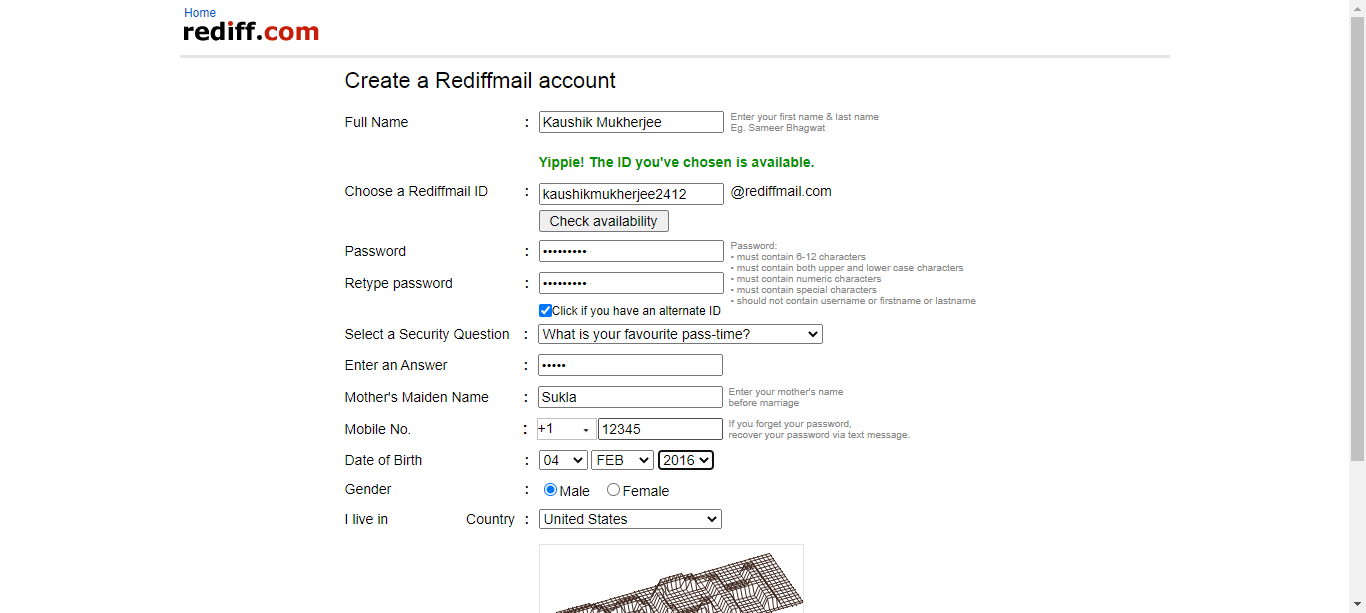 Home
rediff.com
Create a Rediffmail account
Full Name : Kaushik Mukherjee Enter your first name & last name
Eg. Sameer Bhagwat
Yippie! The ID you've chosen is available.
Choose a Rediffmail ID : kaushikmukherjee2412 @rediffmail.com
Check availability
Password : ••••••••• Password:
• must contain 6-12 characters
• must contain both upper and lower case characters
• must contain numeric characters
• must contain special characters
• should not contain username or firstname or lastname
Retype password : •••••••••
Click if you have an alternate ID
Select a Security Question : What is your favourite pass-time?
Enter an Answer : •••••
Mother's Maiden Name : Sukla Enter your mother's name
before marriage
Mobile No. : +1 12345 If you forget your password,
recover your password via text message.
Date of Birth : 04 FEB 2016
Gender : Male Female
I live in Country : United States